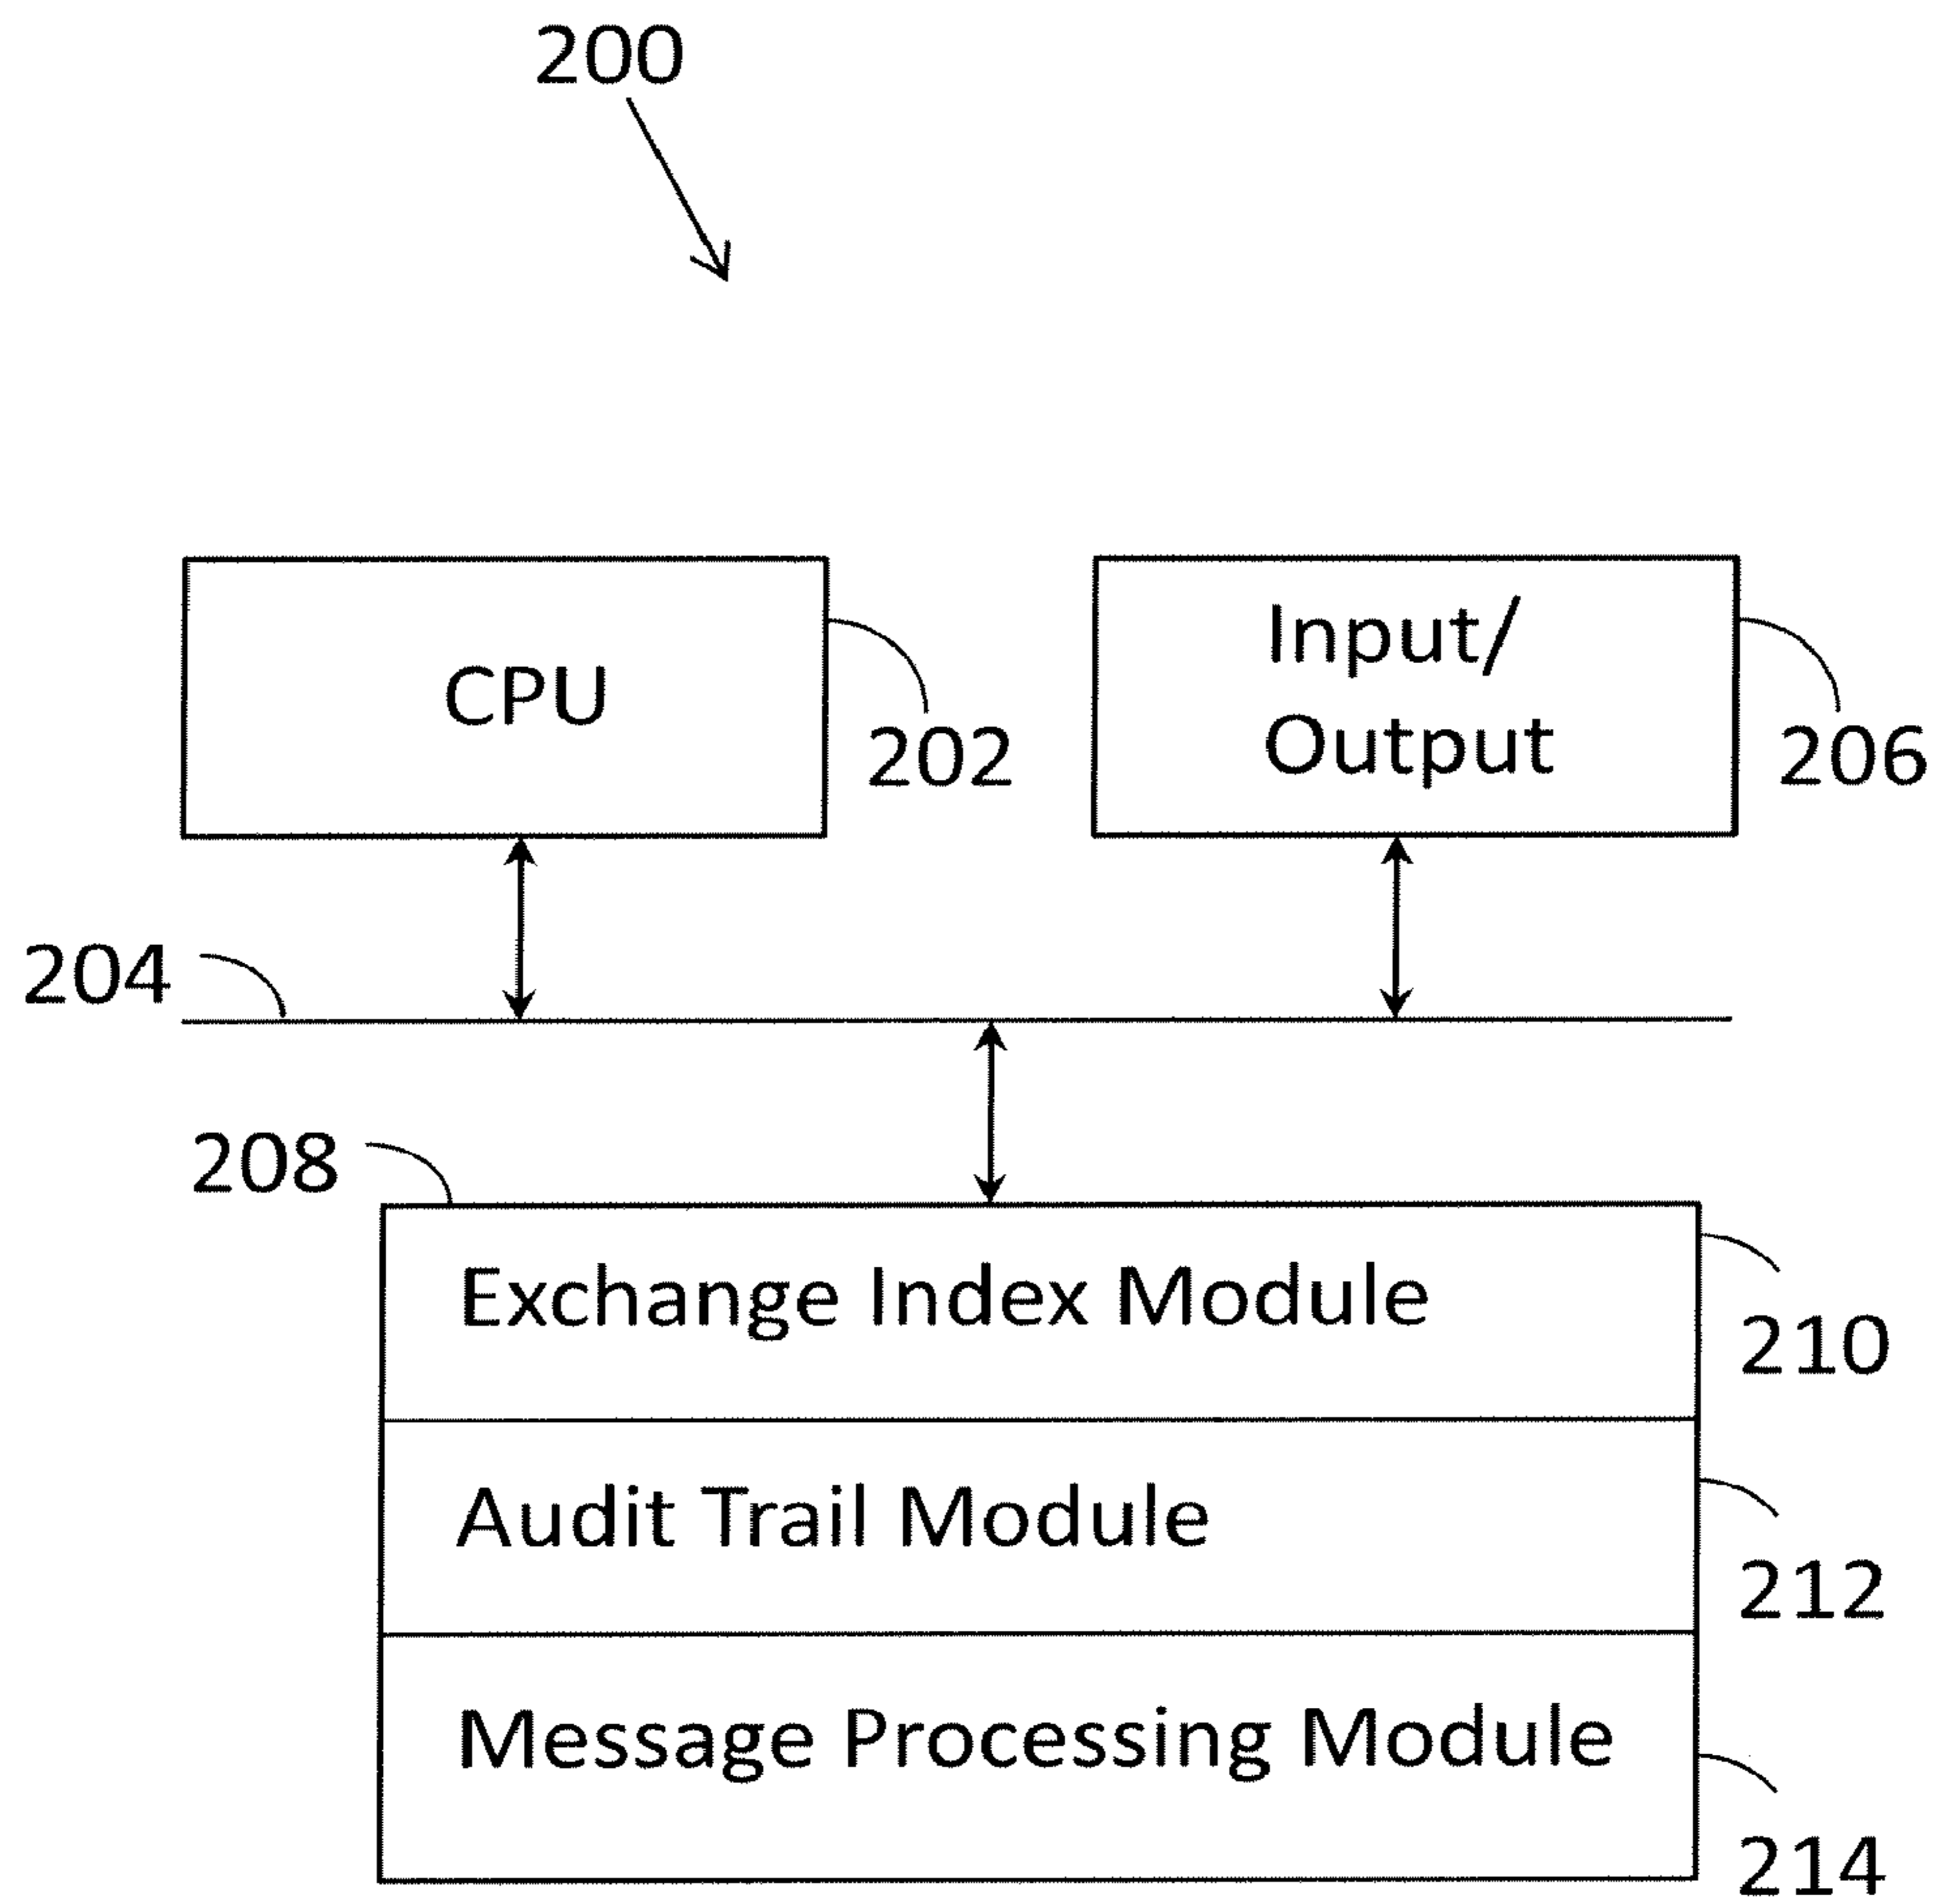 200
CPU
202
Input/
Output
206
204
208
Exchange Index Module
210
Audit Trail Module
212
Message Processing Module
214